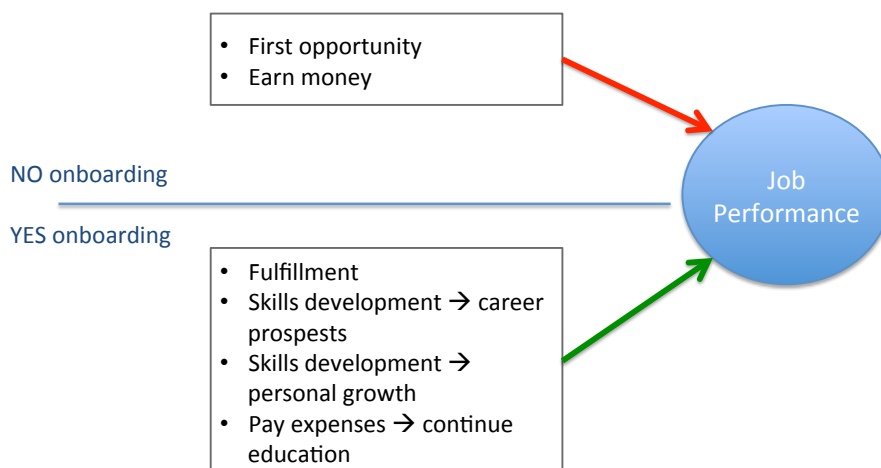 • First opportunity
• Earn money
NO onboarding
Job
Performance
YES onboarding
• Fulfillment
• Skills development → career
prospests
• Skills development →
personal growth
• Pay expenses → continue
education